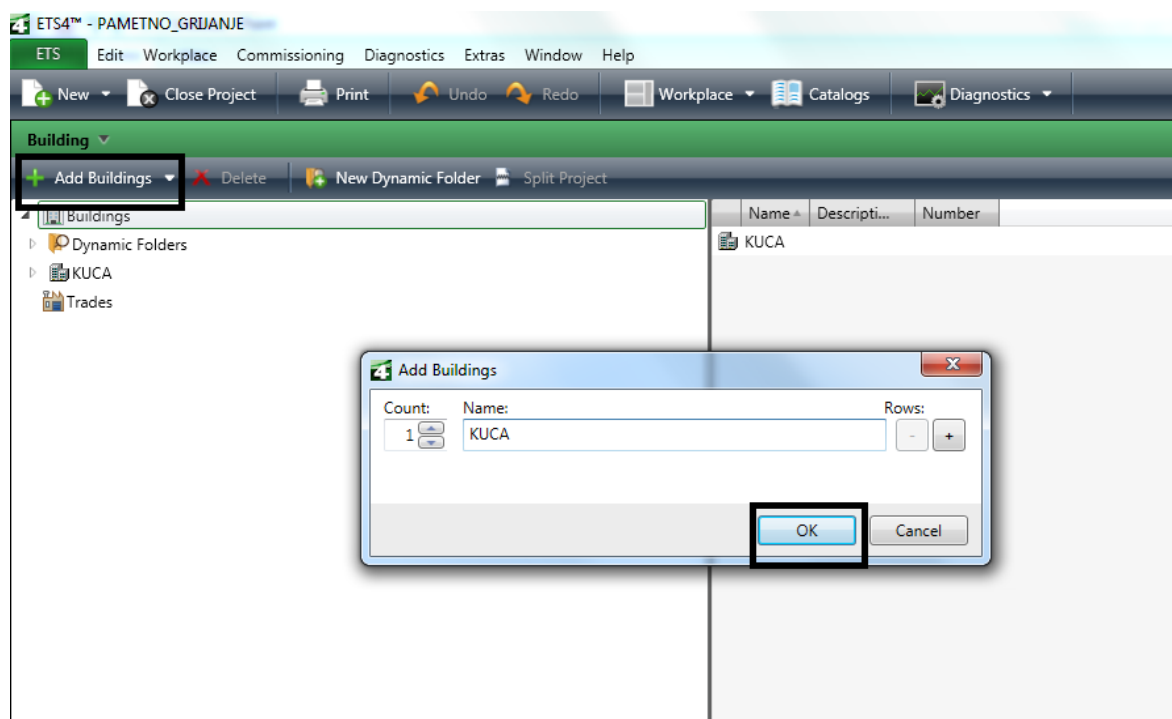 ETS4™ - PAMETNO_GRIJANJE
ETS Edit Workplace Commissioning Diagnostics Extras Window Help
New Close Project Print Undo Redo Workplace Catalogs Diagnostics
Building
Add Buildings Delete New Dynamic Folder Split Project
Buildings Name Descripti... Number
Dynamic Folders KUCA
KUCA
Trades
4 Add Buildings
Count: Name: Rows:
1 KUCA - +
OK Cancel